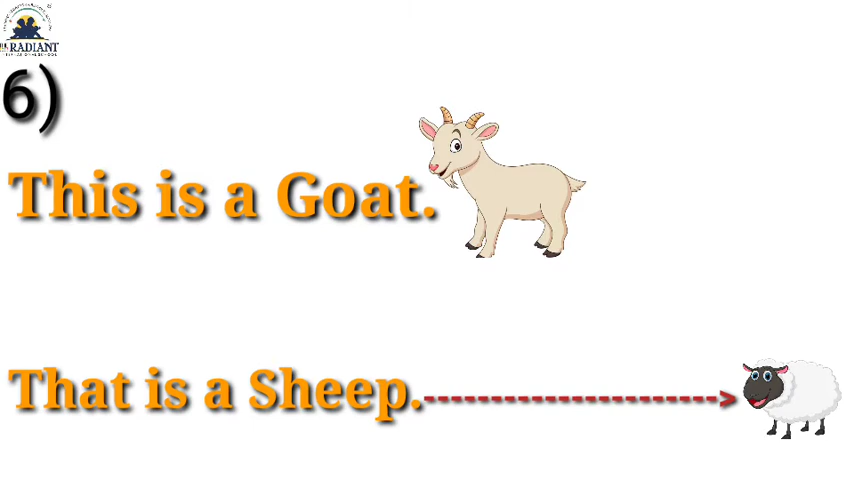 RADIANT
6)
This is a Goat.
That is a Sheep.